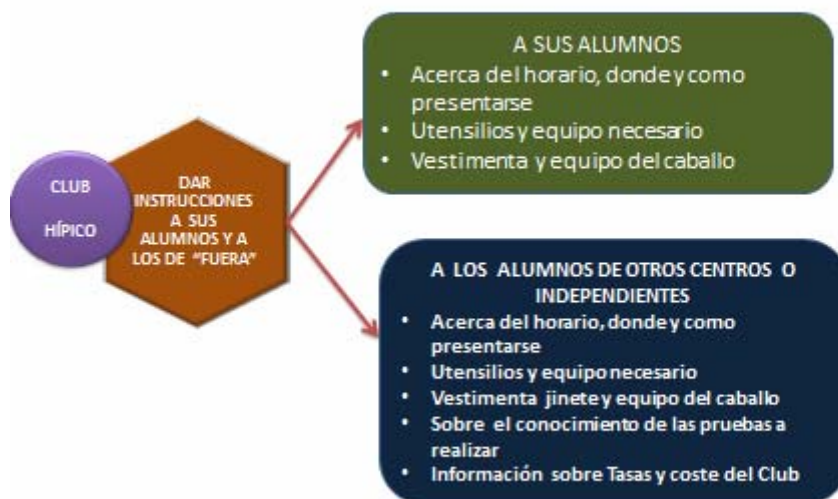 CLUB
HÍPICO
DAR
INSTRUCCIONES
A SUS
ALUMNOS Y A
LOS DE "FUERA"
A SUS ALUMNOS
• Acerca del horario, donde y como
presentarse
• Utensilios y equipo necesario
• Vestimenta y equipo del caballo
A LOS ALUMNOS DE OTROS CENTROS O
INDEPENDIENTES
• Acerca del horario, donde y como
presentarse
• Utensilios y equipo necesario
• Vestimenta jinete y equipo del caballo
• Sobre el conocimiento de las pruebas a
realizar
• Información sobre Tasas y coste del Club